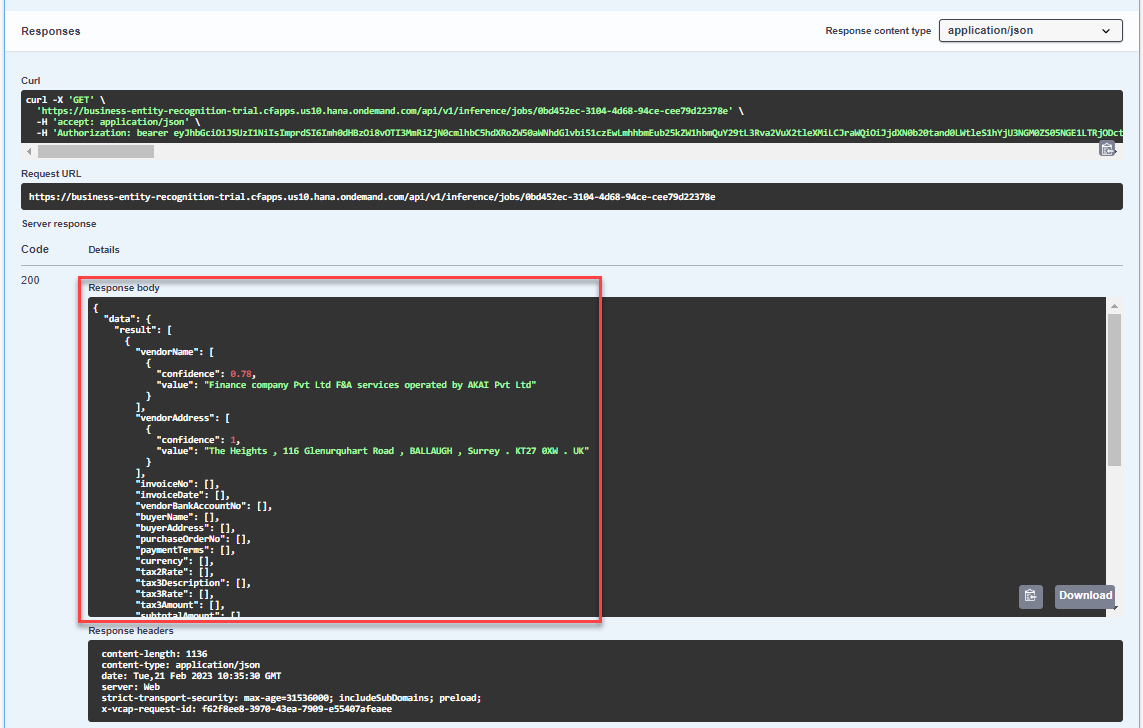 Responses
Response content type application/json
Curl
curl -X 'GET' \
'https://business-entity-recognition-trial.cfapps.us10.hana.ondemand.com/api/v1/inference/jobs/0bd452ec-3104-4d68-94ce-cee79d22378e' \
-H 'accept: application/json' \
-H 'Authorization: bearer
Request URL
https://business-entity-recognition-trial.cfapps.us10.hana.ondemand.com/api/v1/inference/jobs/0bd452ec-3104-4d68-94ce-cee79d22378e
Server response
Code Details
200
Response body
{
"data": {
"result": [
{
"vendorName": [
{
"confidence": 0.78,
"value": "Finance company Pvt Ltd F&A services operated by AKAI Pvt Ltd"
}
],
"vendorAddress": [
{
"confidence": 1,
"value": "The Heights , 116 Glenurquhart Road , BALLAUGH , Surrey . KT27 0XW . UK"
}
],
"invoiceNo": [],
"invoiceDate": [],
"vendorBankAccountNo": [],
"buyerName": [],
"buyerAddress": [],
"purchaseOrderNo": [],
"paymentTerms": [],
"currency": [],
"tax2Rate": [],
"tax3Description": [],
"tax3Rate": [],
"tax3Amount": [],
"subtotalAmount": [],
Download
Response headers
content-length: 1136
content-type: application/json
date: Tue,21 Feb 2023 10:35:30 GMT
server: Web
strict-transport-security: max-age=31536000; includeSubDomains; preload;
x-vcap-request-id: f62f8ee8-3970-43ea-7909-e55407afeaee